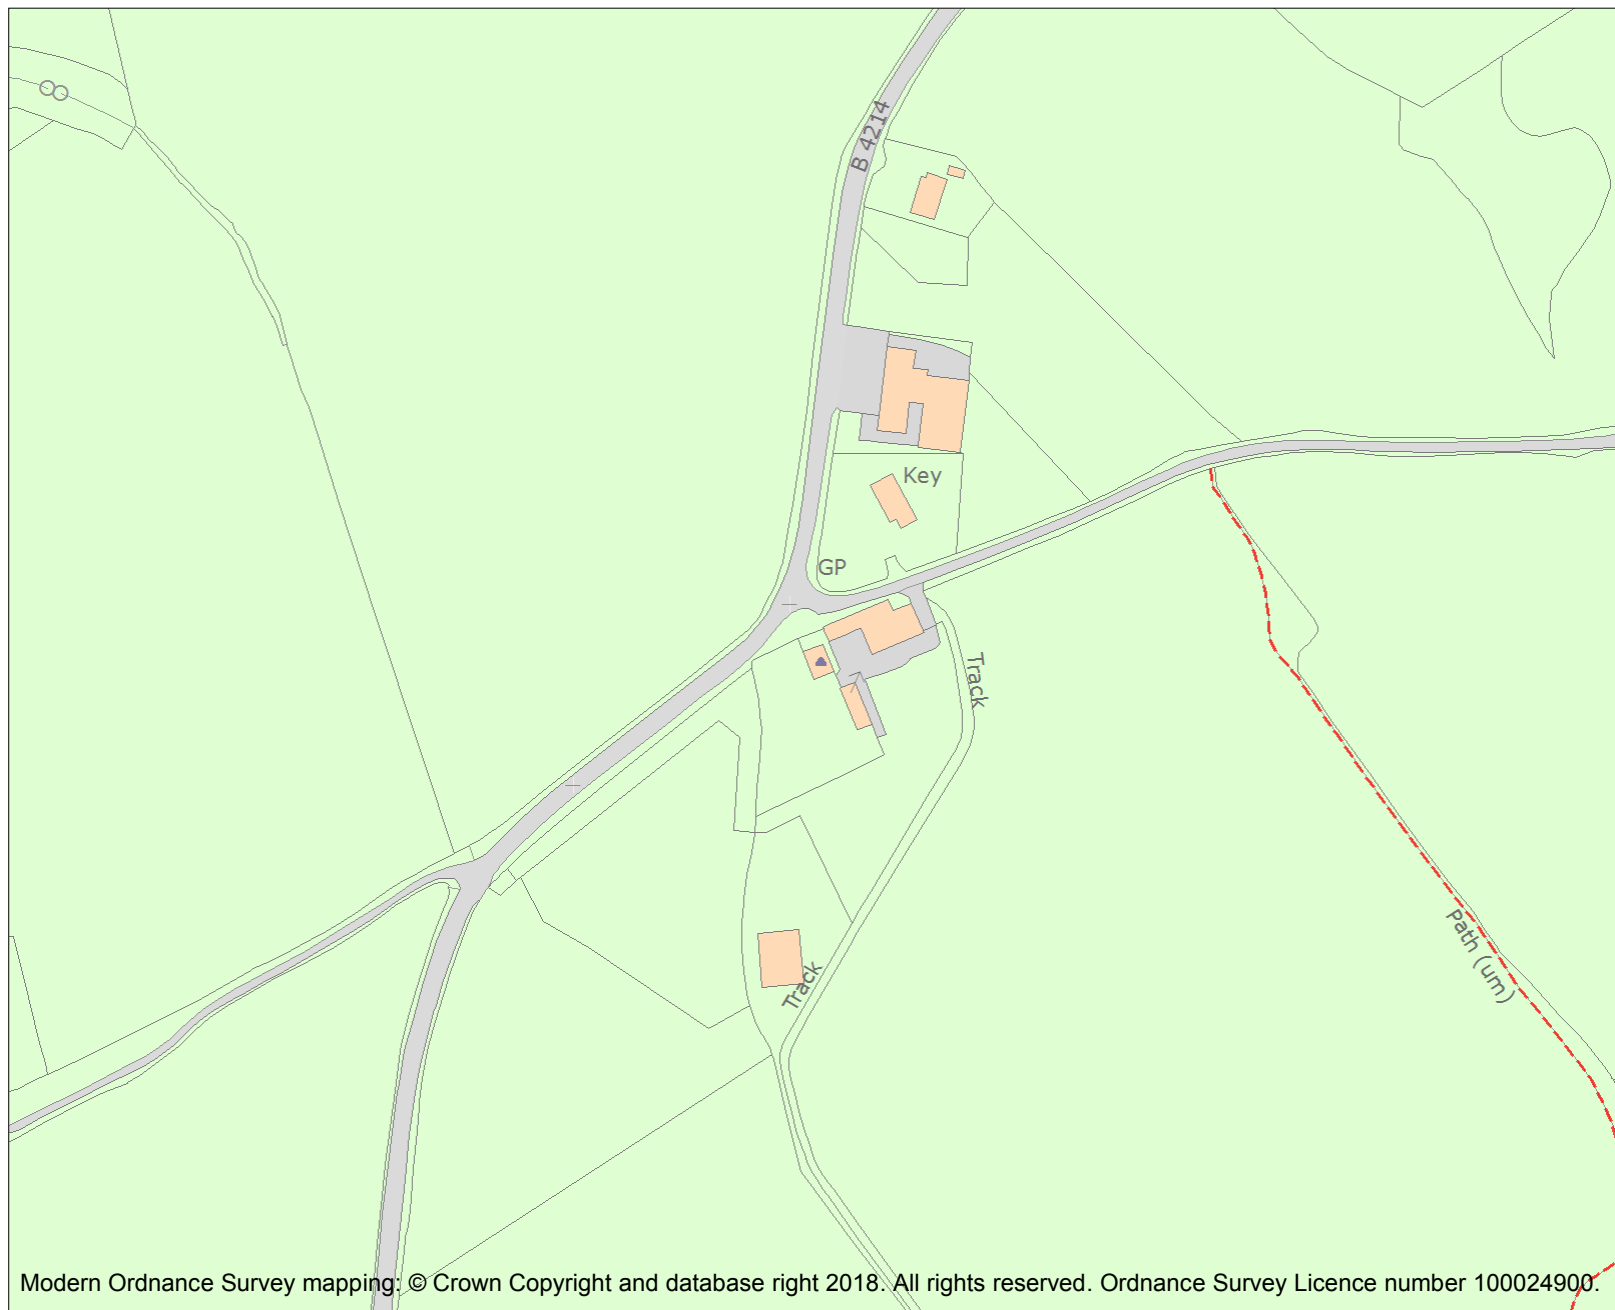 B 4214
Key
GP
Track
Track
Path (um)
Modern Ordnance Survey mapping: © Crown Copyright and database right 2018. All rights reserved. Ordnance Survey Licence number 100024900.